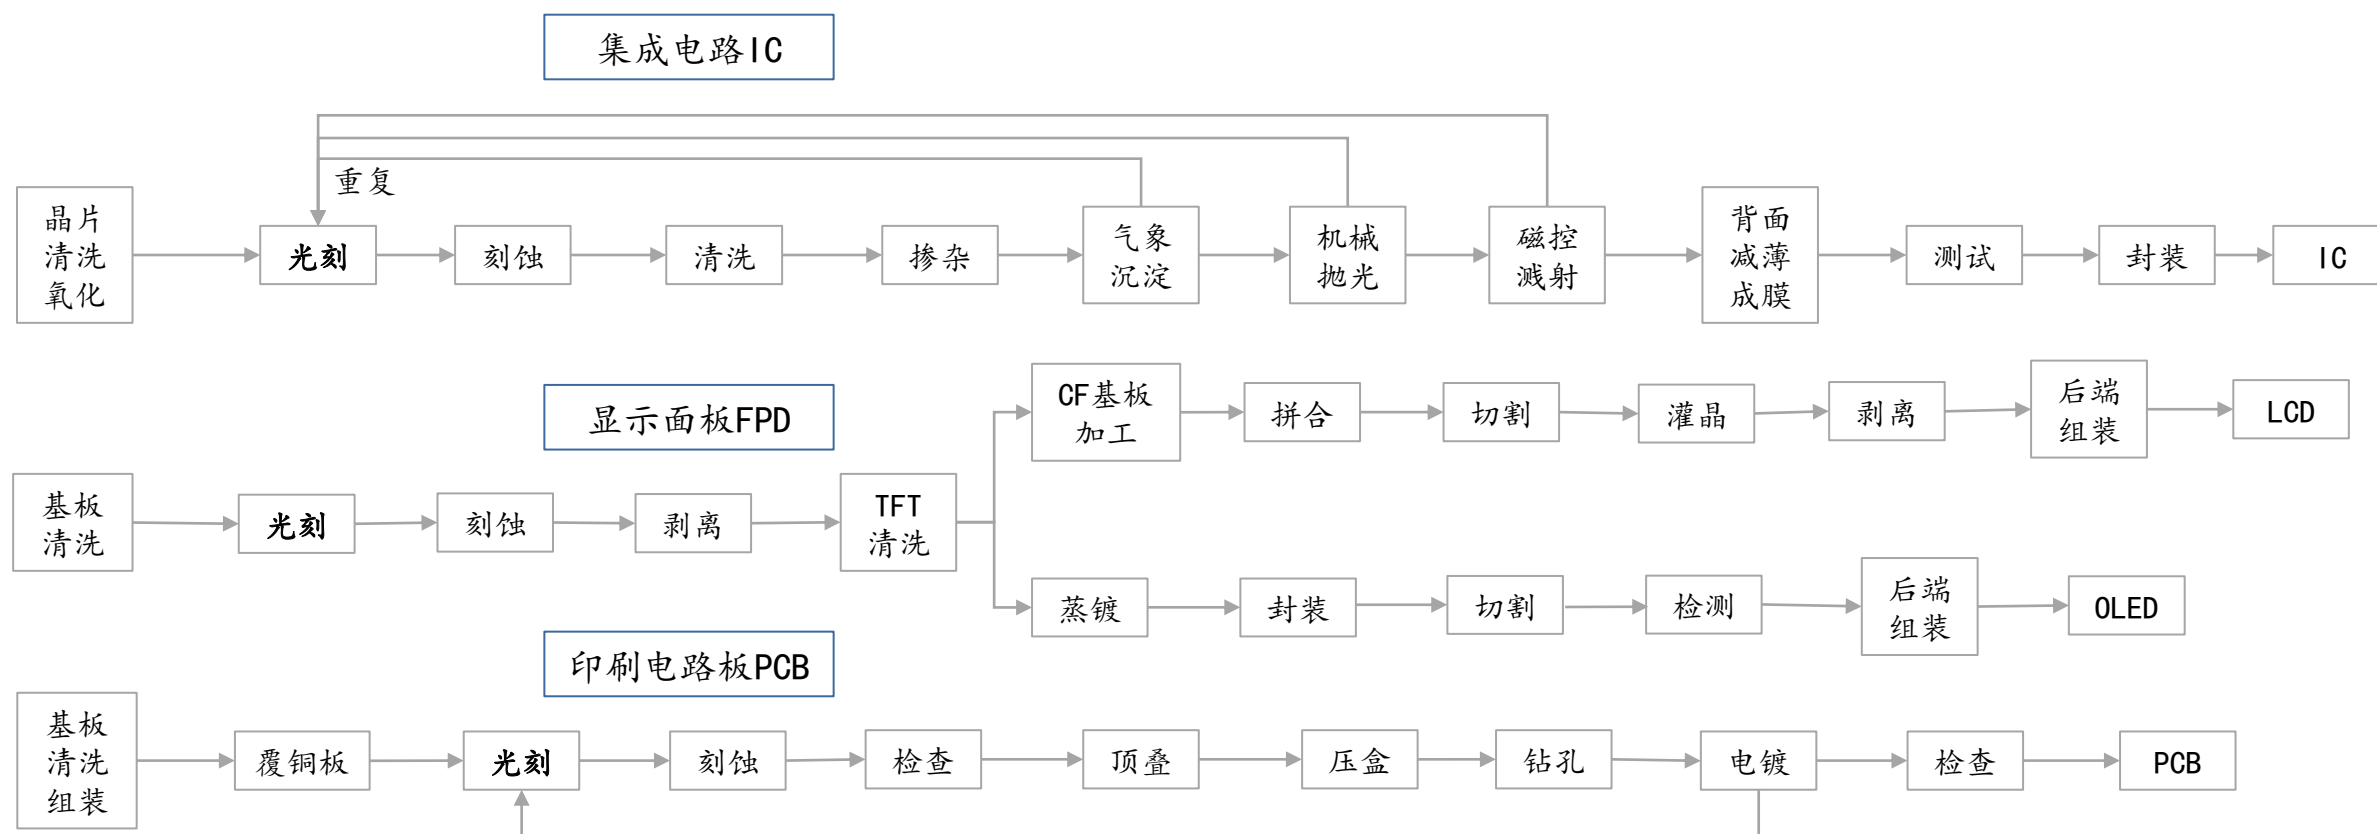 集成电路IC
重复
晶片
清洗
氧化
光刻
刻蚀
清洗
掺杂
气象
沉淀
机械
抛光
磁控
溅射
背面
减薄
成膜
测试
封装
IC
显示面板FPD
基板
清洗
光刻
刻蚀
剥离
TFT
清洗
CF基板
加工
拼合
切割
灌晶
剥离
后端
组装
LCD
蒸镀
封装
切割
检测
后端
组装
OLED
印刷电路板PCB
基板
清洗
组装
覆铜板
光刻
刻蚀
检查
顶叠
压盒
钻孔
电镀
检查
PCB